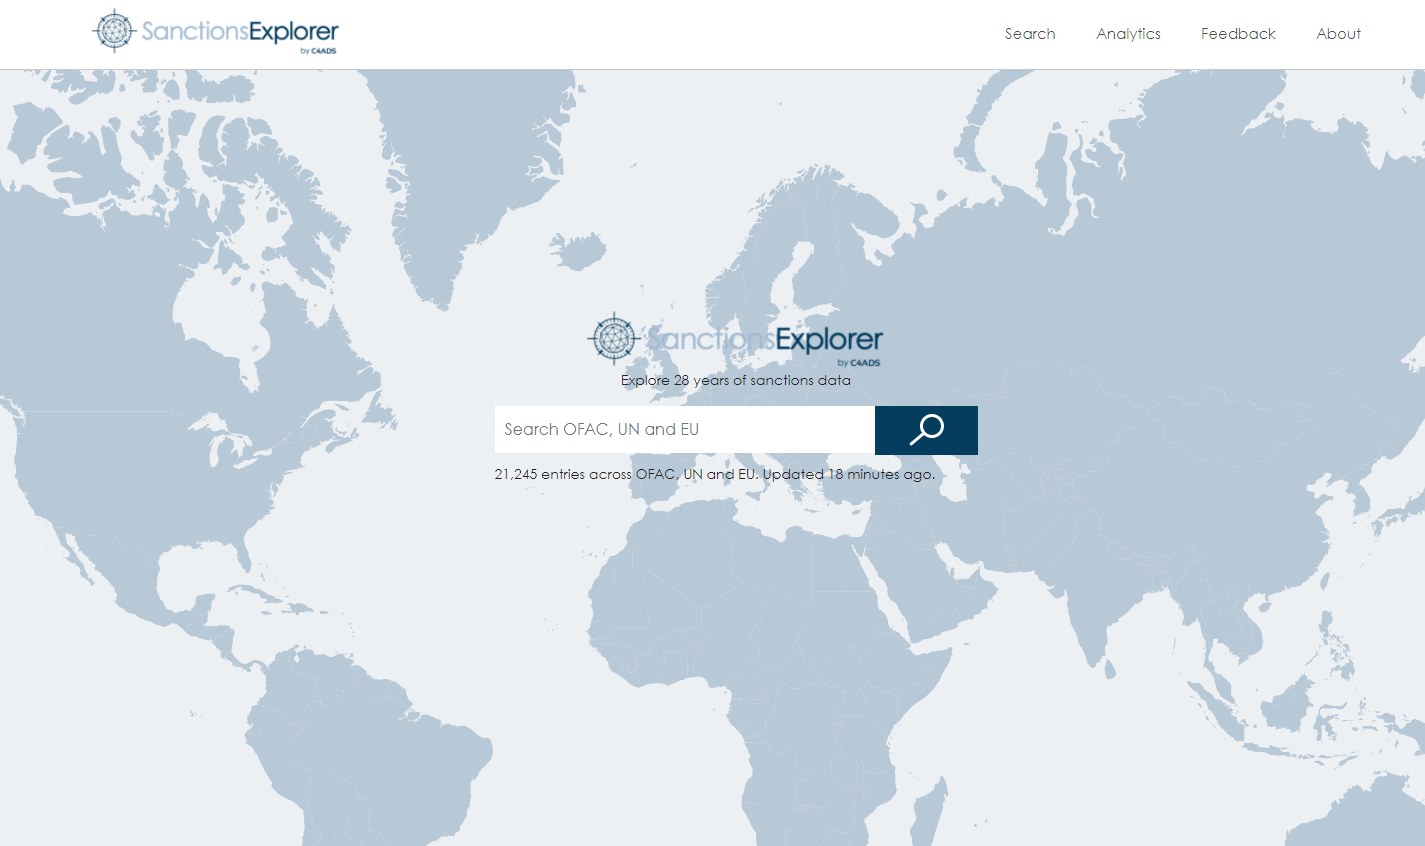 SanctionsExplorer
by C4ADS
Search Analytics Feedback About
SanctionsExplorer
by C4ADS
Explore 28 years of sanctions data
Search OFAC, UN and EU
21,245 entries across OFAC, UN and EU. Updated 18 minutes ago.